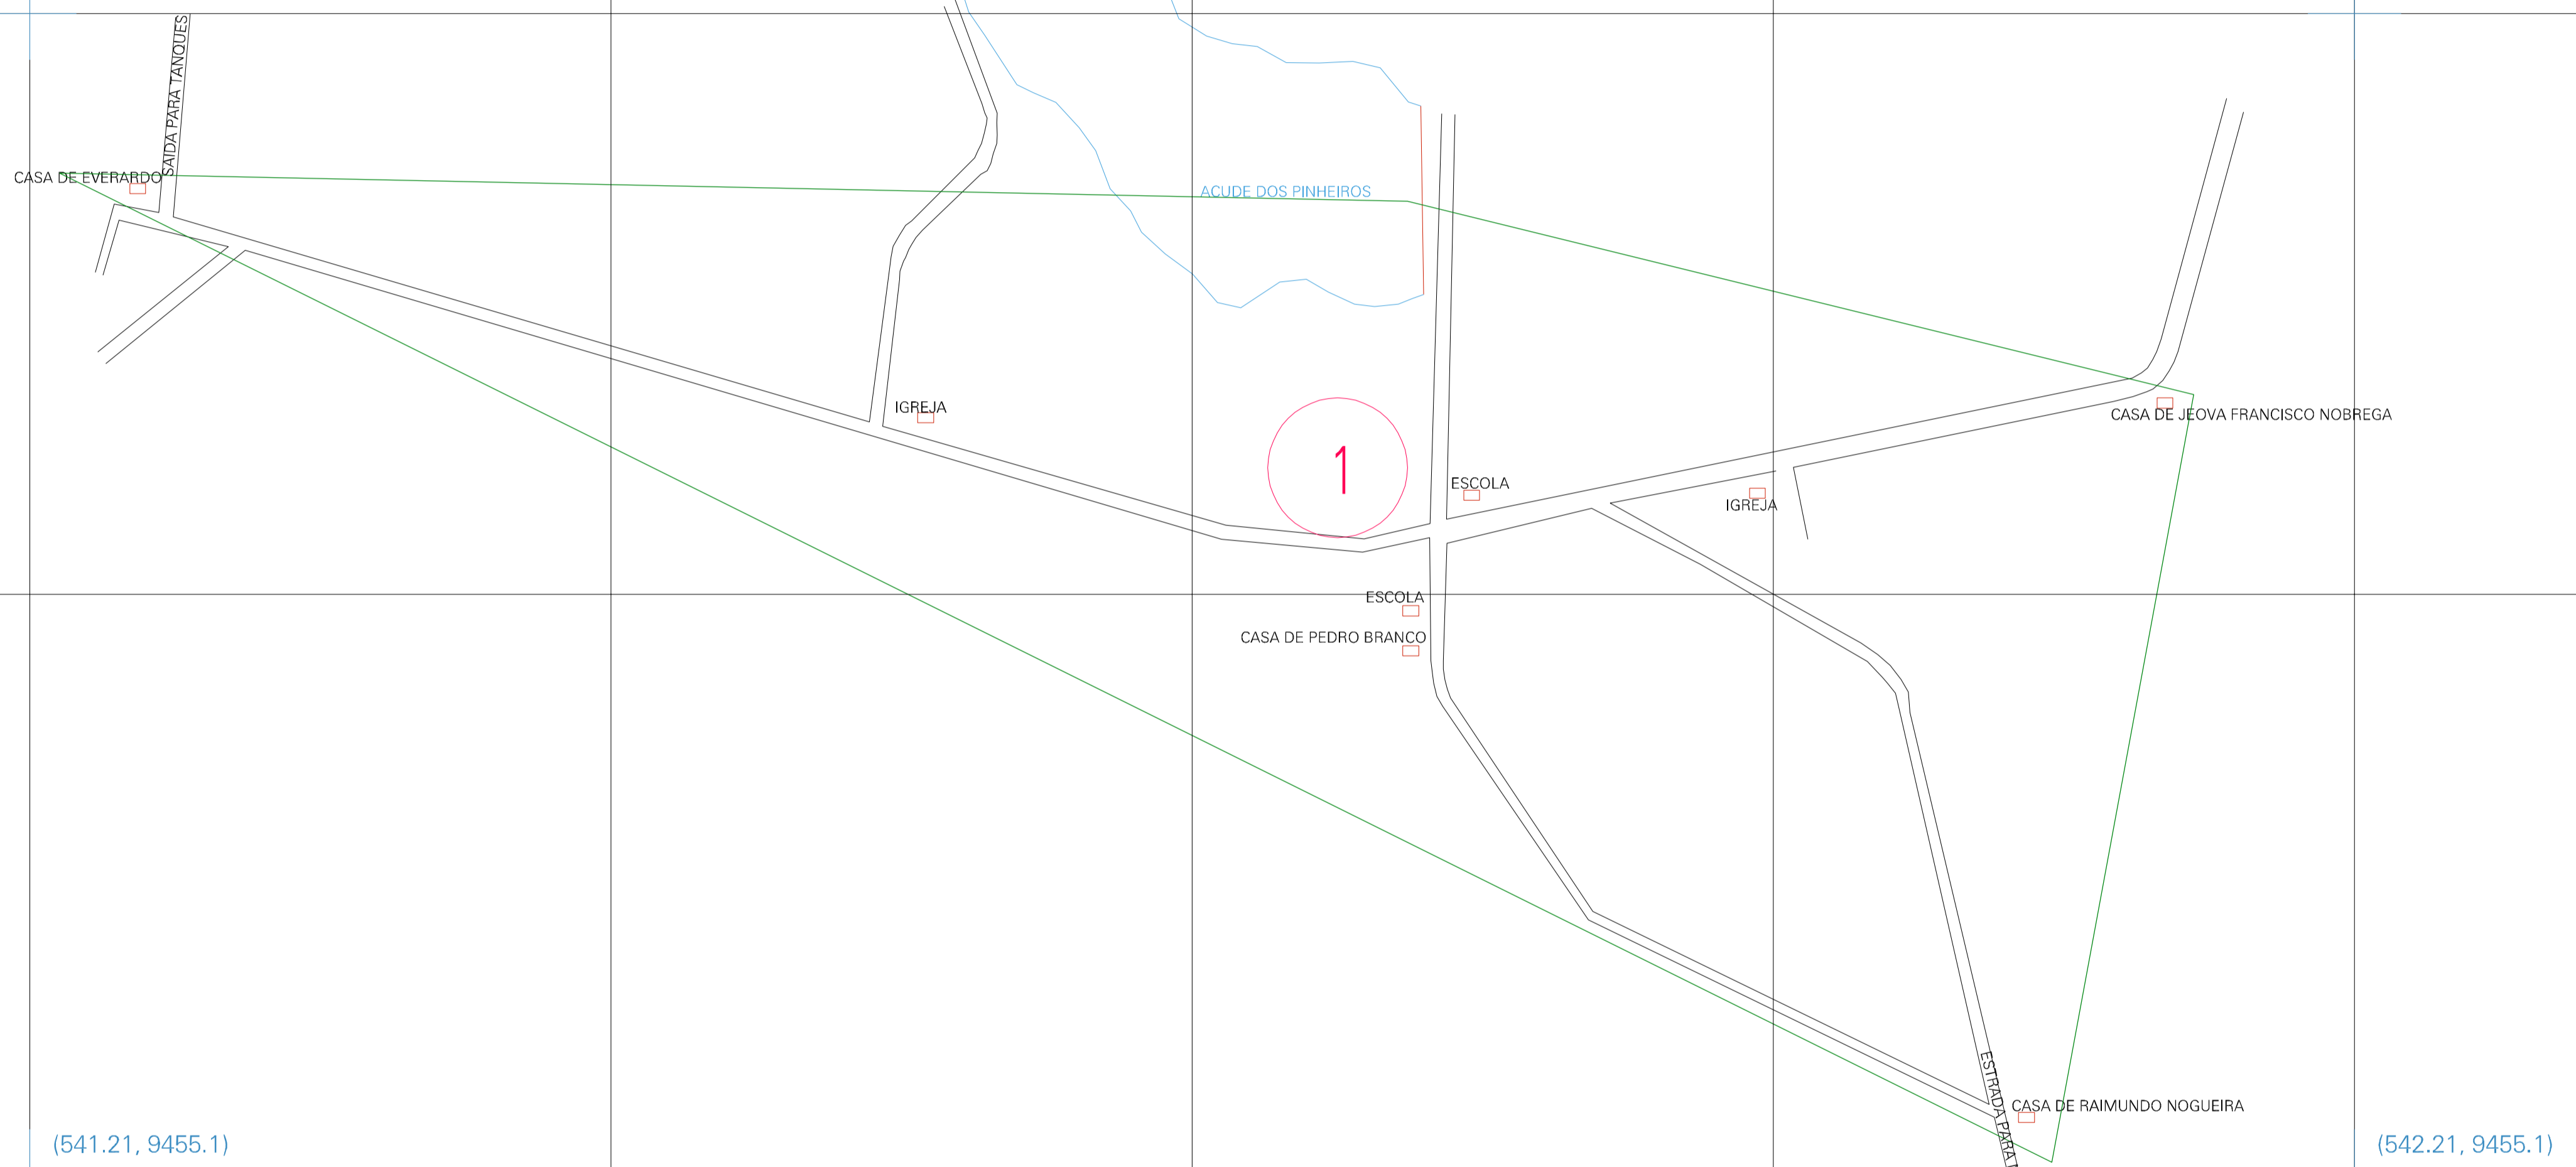 SAIDA PARA TANQUES
CASA DE EVERARDO
ACUDE DOS PINHEIROS
IGREJA
CASA DE JEOVA FRANCISCO NOBREGA
1
ESCOLA
IGREJA
ESCOLA
CASA DE PEDRO BRANCO
ESTRADA PARA
CASA DE RAIMUNDO NOGUEIRA
(541.21, 9455.1)
(542.21, 9455.1)